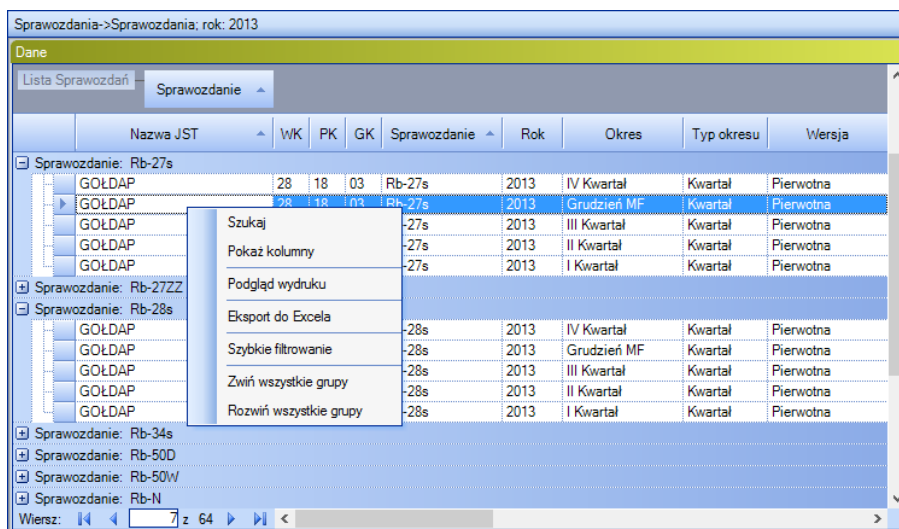 Sprawozdania->Sprawozdania; rok: 2013
Dane
Lista Sprawozdań Sprawozdanie
Nazwa JST WK PK GK Sprawozdanie Rok Okres Typ okresu Wersja
Sprawozdanie: Rb-27s
GOŁDAP 28 18 03 Rb-27s 2013 IV Kwartał Kwartał Pierwotna
GOŁDAP 28 18 03 Rb-27s 2013 Grudzień MF Kwartał Pierwotna
GOŁDAP Szukaj -27s 2013 III Kwartał Kwartał Pierwotna
GOŁDAP Pokaż kolumny -27s 2013 II Kwartał Kwartał Pierwotna
GOŁDAP -27s 2013 I Kwartał Kwartał Pierwotna
Sprawozdanie: Rb-27ZZ Podgląd wydruku
Sprawozdanie: Rb-28s Eksport do Excela
GOŁDAP -28s 2013 IV Kwartał Kwartał Pierwotna
GOŁDAP Szybkie filtrowanie -28s 2013 Grudzień MF Kwartał Pierwotna
GOŁDAP -28s 2013 III Kwartał Kwartał Pierwotna
GOŁDAP Zwiń wszystkie grupy -28s 2013 II Kwartał Kwartał Pierwotna
GOŁDAP Rozwiń wszystkie grupy -28s 2013 I Kwartał Kwartał Pierwotna
Sprawozdanie: Rb-34s
Sprawozdanie: Rb-50D
Sprawozdanie: Rb-50W
Sprawozdanie: Rb-N
Wiersz: 7 z 64